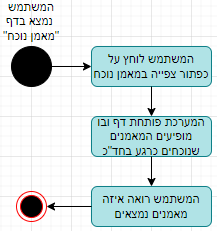 המשתמש
נמצא בדף
"מאמן נוכח"
המשתמש לוחץ על
כפתור צפייה במאמן נוכח
המערכת פותחת דף ובו
מופיעים המאמנים
שנוכחים כרגע בחד"כ
המשתמש רואה איזה
מאמנים נמצאים